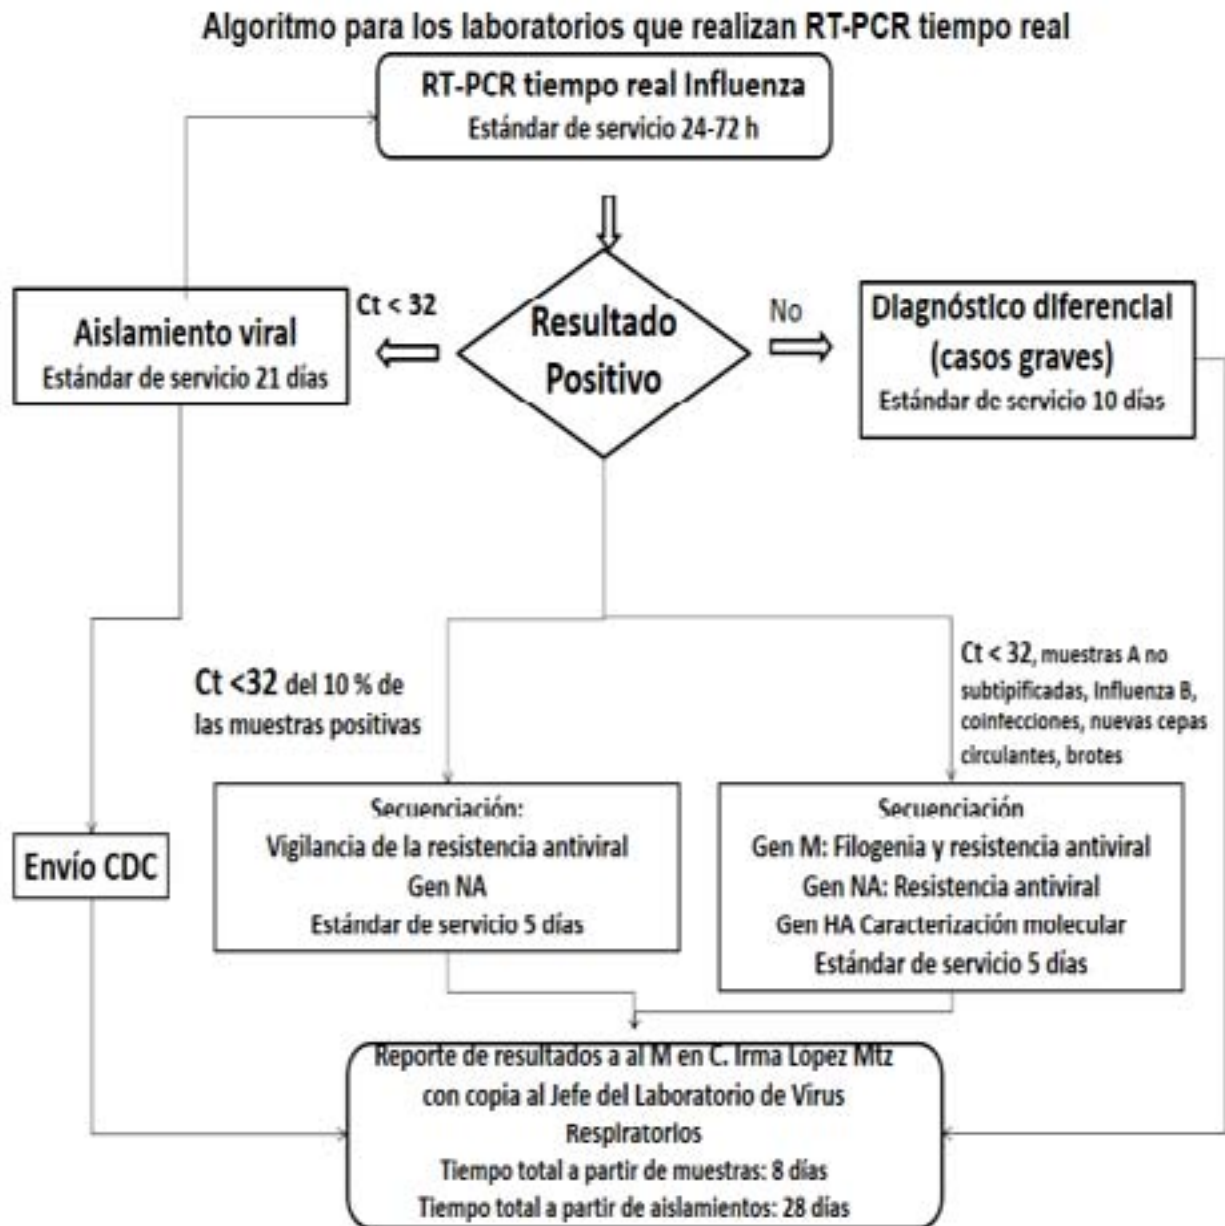 Algoritmo para los laboratorios que realizan RT-PCR tiempo real
RT-PCR tiempo real Influenza
Estándar de servicio 24-72 h
Ct < 32
Aislamiento viral
Estándar de servicio 21 días
Resultado
Positivo
No
Diagnóstico diferencial
(casos graves)
Estándar de servicio 10 días
Ct <32 del 10 % de
las muestras positivas
Ct < 32, muestras A no
subtipificadas, Influenza B,
coinfecciones, nuevas cepas
circulantes, brotes
Envío CDC
Secuenciación:
Vigilancia de la resistencia antiviral
Gen NA
Estándar de servicio 5 días
Secuenciación
Gen M: Filogenia y resistencia antiviral
Gen NA: Resistencia antiviral
Gen HA Caracterización molecular
Estándar de servicio 5 días
Reporte de resultados a al M en C. Irma López Mtz
con copia al Jefe del Laboratorio de Virus
Respiratorios
Tiempo total a partir de muestras: 8 días
Tiempo total a partir de aislamientos: 28 días